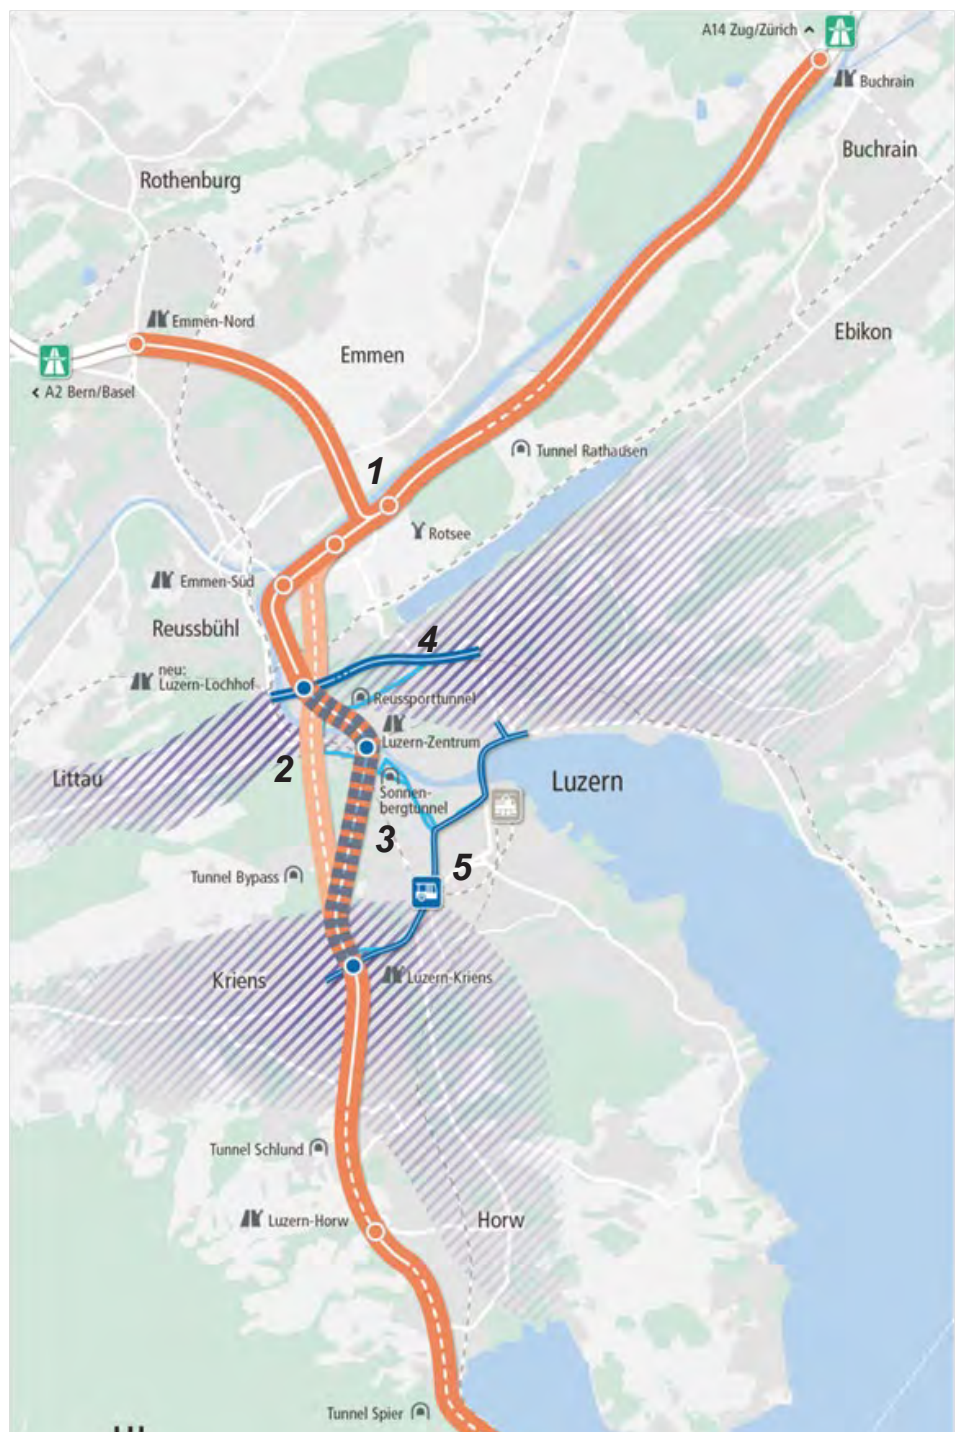 A14 Zug/Zürich
Buchrain
Buchrain
Rothenburg
Emmen-Nord
Ebikon
Emmen
< A2 Bern/Basel
Tunnel Rathausen
1
Rotsee
Emmen-Süd
Reussbühl
4
neu:
Luzern-Lochhof
Reussporttunnel
Luzern-Zentrum
2
Littau
Luzern
Sonnen-
bergtunnel
3
5
Tunnel Bypass
Kriens
Luzern-Kriens
Tunnel Schlund
Luzern-Horw
Horw
Tunnel Spier